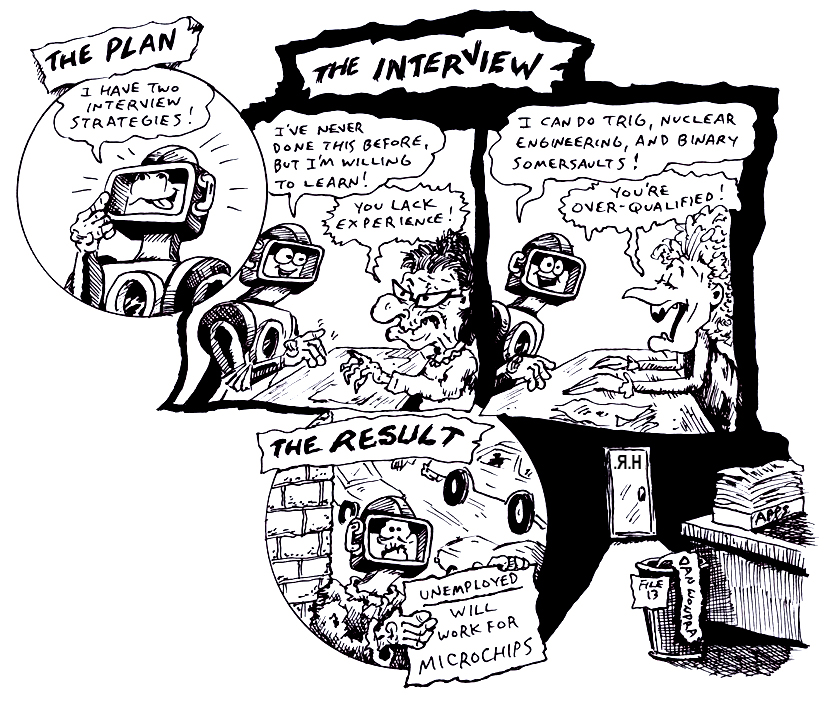 THE PLAN
I HAVE TWO
INTERVIEW
STRATEGIES!
THE INTERVIEW
I'VE NEVER
DONE THIS BEFORE,
BUT I'M WILLING
TO LEARN!
YOU LACK
EXPERIENCE!
I CAN DO TRIG, NUCLEAR
ENGINEERING, AND BINARY
SOMERSAULTS!
YOU'RE
OVER-QUALIFIED!
THE RESULT
UNEMPLOYED
WILL
WORK FOR
MICROCHIPS
H.R.
APPS
FILE
13
DAN